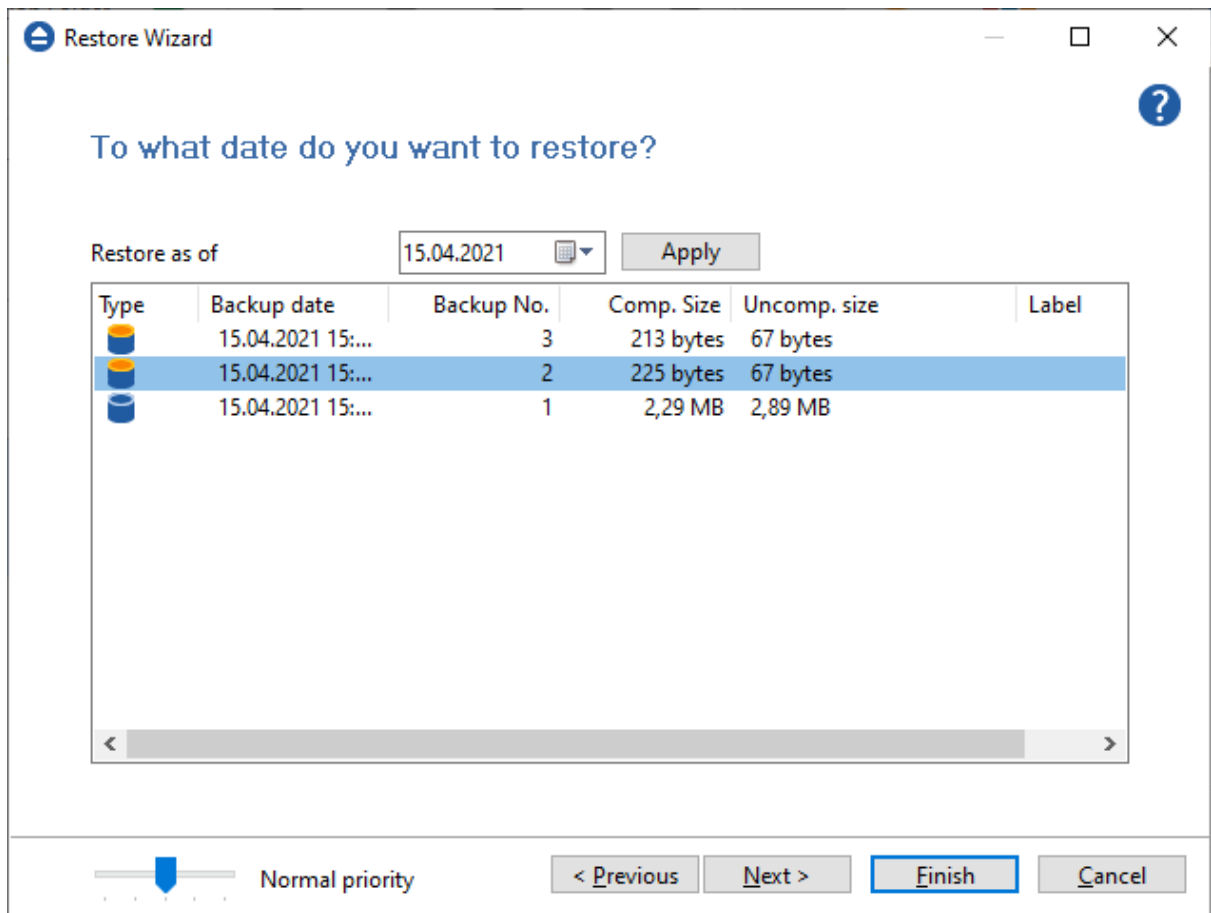 Restore Wizard
?
To what date do you want to restore?
Restore as of 15.04.2021 Apply
Type Backup date Backup No. Comp. Size Uncomp. size Label
15.04.2021 15:... 3 213 bytes 67 bytes
15.04.2021 15:... 2 225 bytes 67 bytes
15.04.2021 15:... 1 2,29 MB 2,89 MB
Normal priority < Previous Next > Finish Cancel